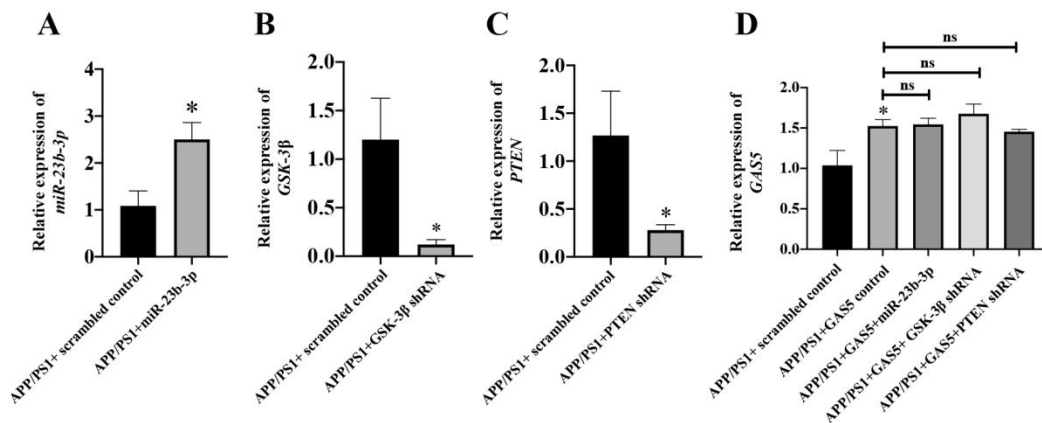 A
Relative expression of
miR-23b-3p
4
3
2
1
0
*
APP/PS1+ scrambled control
APP/PS1+miR-23b-3p
B
Relative expression of
GSK-3β
2.0
1.5
1.0
0.5
0.0
*
APP/PS1+ scrambled control
APP/PS1+GSK-3β shRNA
C
Relative expression of
PTEN
2.0
1.5
1.0
0.5
0.0
*
APP/PS1+ scrambled control
APP/PS1+PTEN shRNA
D
ns
ns
ns
Relative expression of
GAS5
2.0
1.5
1.0
0.5
0.0
*
APP/PS1+ scrambled control
APP/PS1+GAS5 control
APP/PS1+GAS5+miR-23b-3p
APP/PS1+GAS5+ GSK-3β shRNA
APP/PS1+GAS5+PTEN shRNA